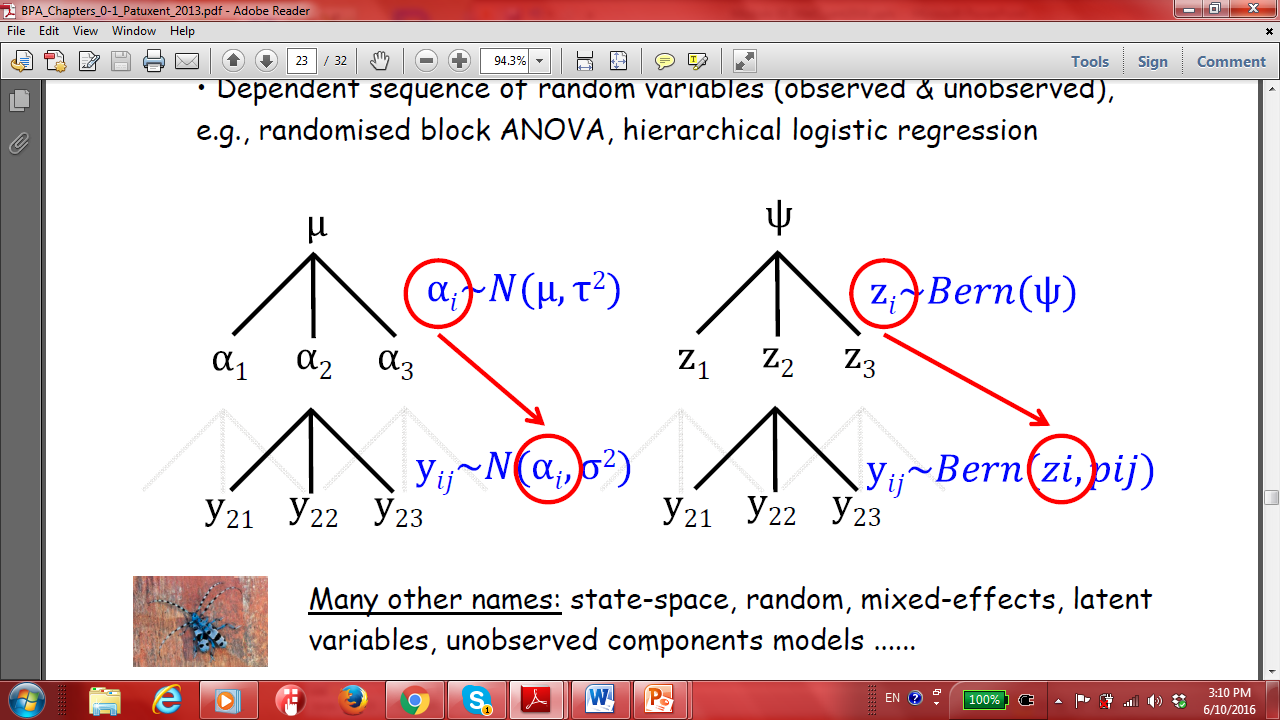 BPA_Chapters_0-1_Patuxent_2013.pdf - Adobe Reader
File Edit View Window Help
23 / 32 94.3% Tools Sign Comment
• Dependent sequence of random variables (observed & unobserved),
e.g., randomised block ANOVA, hierarchical logistic regression
μ ψ
αᵢ~N(μ, τ²) zᵢ~Bern(ψ)
α₁ α₂ α₃ z₁ z₂ z₃
yᵢⱼ~N(αᵢ, σ²) yᵢⱼ~Bern(zi, pij)
y₂₁ y₂₂ y₂₃ y₂₁ y₂₂ y₂₃
Many other names: state-space, random, mixed-effects, latent
variables, unobserved components models ......
EN 100% 3:10 PM
6/10/2016